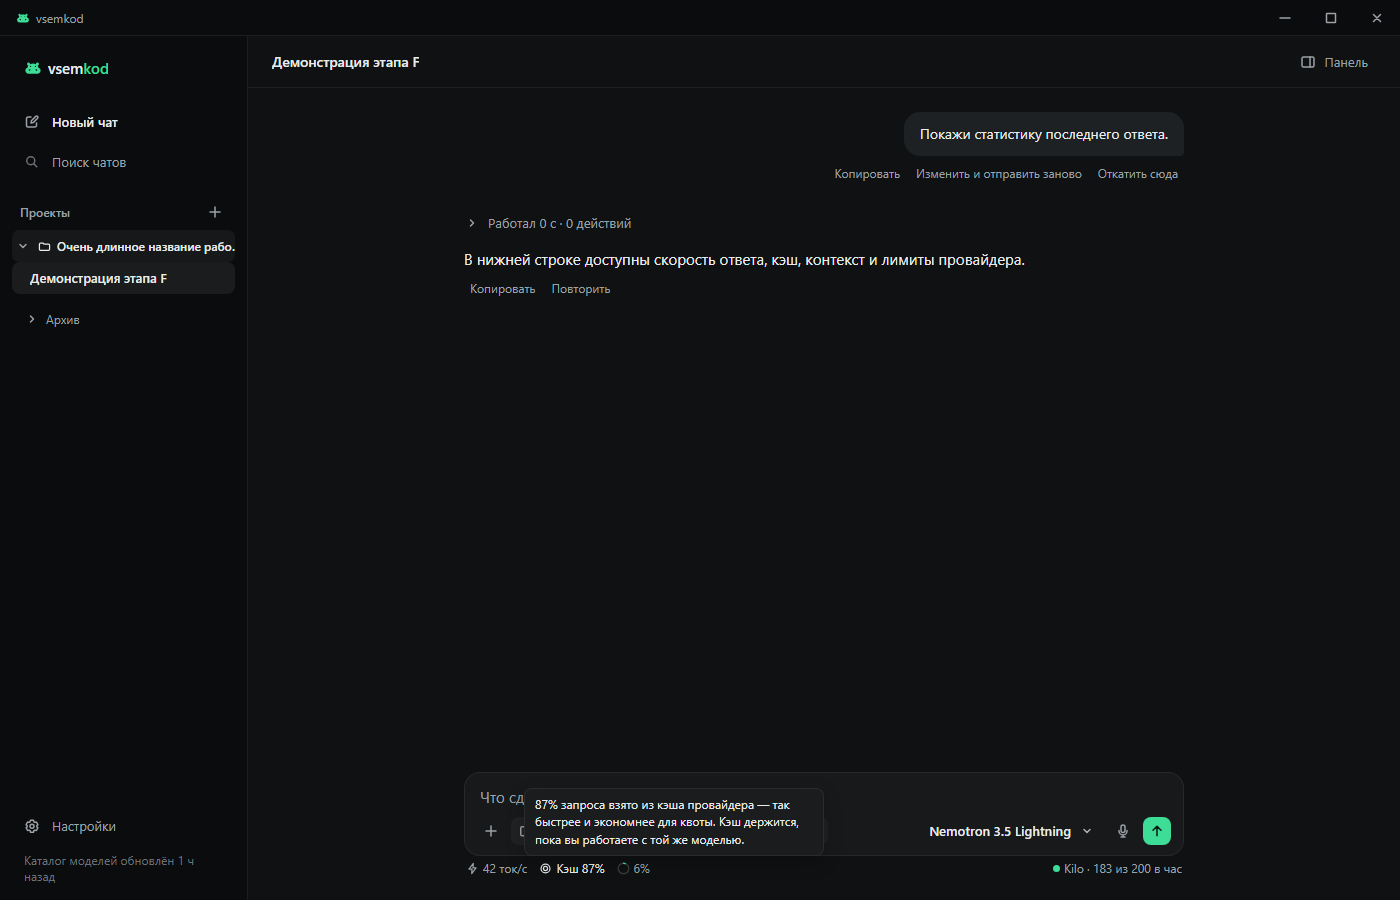 vsemkod
vsemkod
Новый чат
Поиск чатов
Проекты
Очень длинное название рабо.
Демонстрация этапа F
Архив
Настройки
Каталог моделей обновлён 1 ч
назад
Демонстрация этапа F
Панель
Покажи статистику последнего ответа.
Копировать Изменить и отправить заново Откатить сюда
Работал 0 с · 0 действий
В нижней строке доступны скорость ответа, кэш, контекст и лимиты провайдера.
Копировать Повторить
Что сд
87% запроса взято из кэша провайдера — так
быстрее и экономнее для квоты. Кэш держится,
пока вы работаете с той же моделью.
Nemotron 3.5 Lightning
42 ток/с Кэш 87% 6%
Kilo · 183 из 200 в час